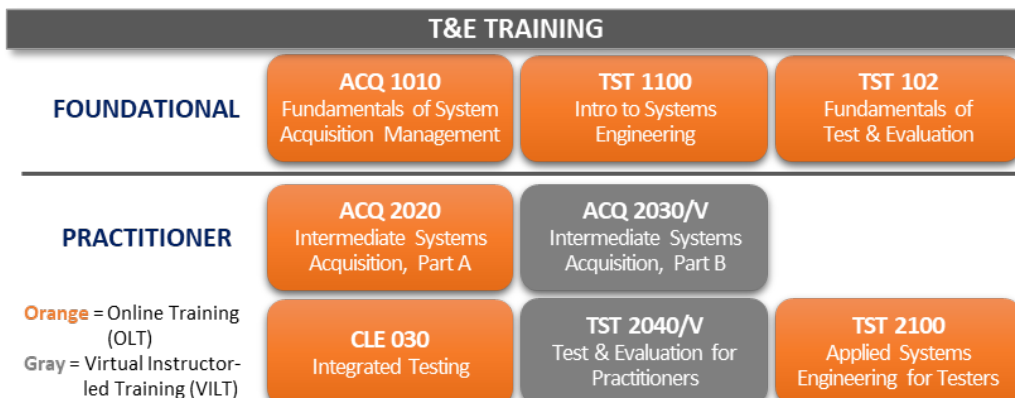 T&E TRAINING
FOUNDATIONAL
ACQ 1010
Fundamentals of System
Acquisition Management
TST 1100
Intro to Systems
Engineering
TST 102
Fundamentals of
Test & Evaluation
PRACTITIONER
ACQ 2020
Intermediate Systems
Acquisition, Part A
ACQ 2030/V
Intermediate Systems
Acquisition, Part B
Orange = Online Training
(OLT)
Gray = Virtual Instructor-
led Training (VILT)
CLE 030
Integrated Testing
TST 2040/V
Test & Evaluation for
Practitioners
TST 2100
Applied Systems
Engineering for Testers